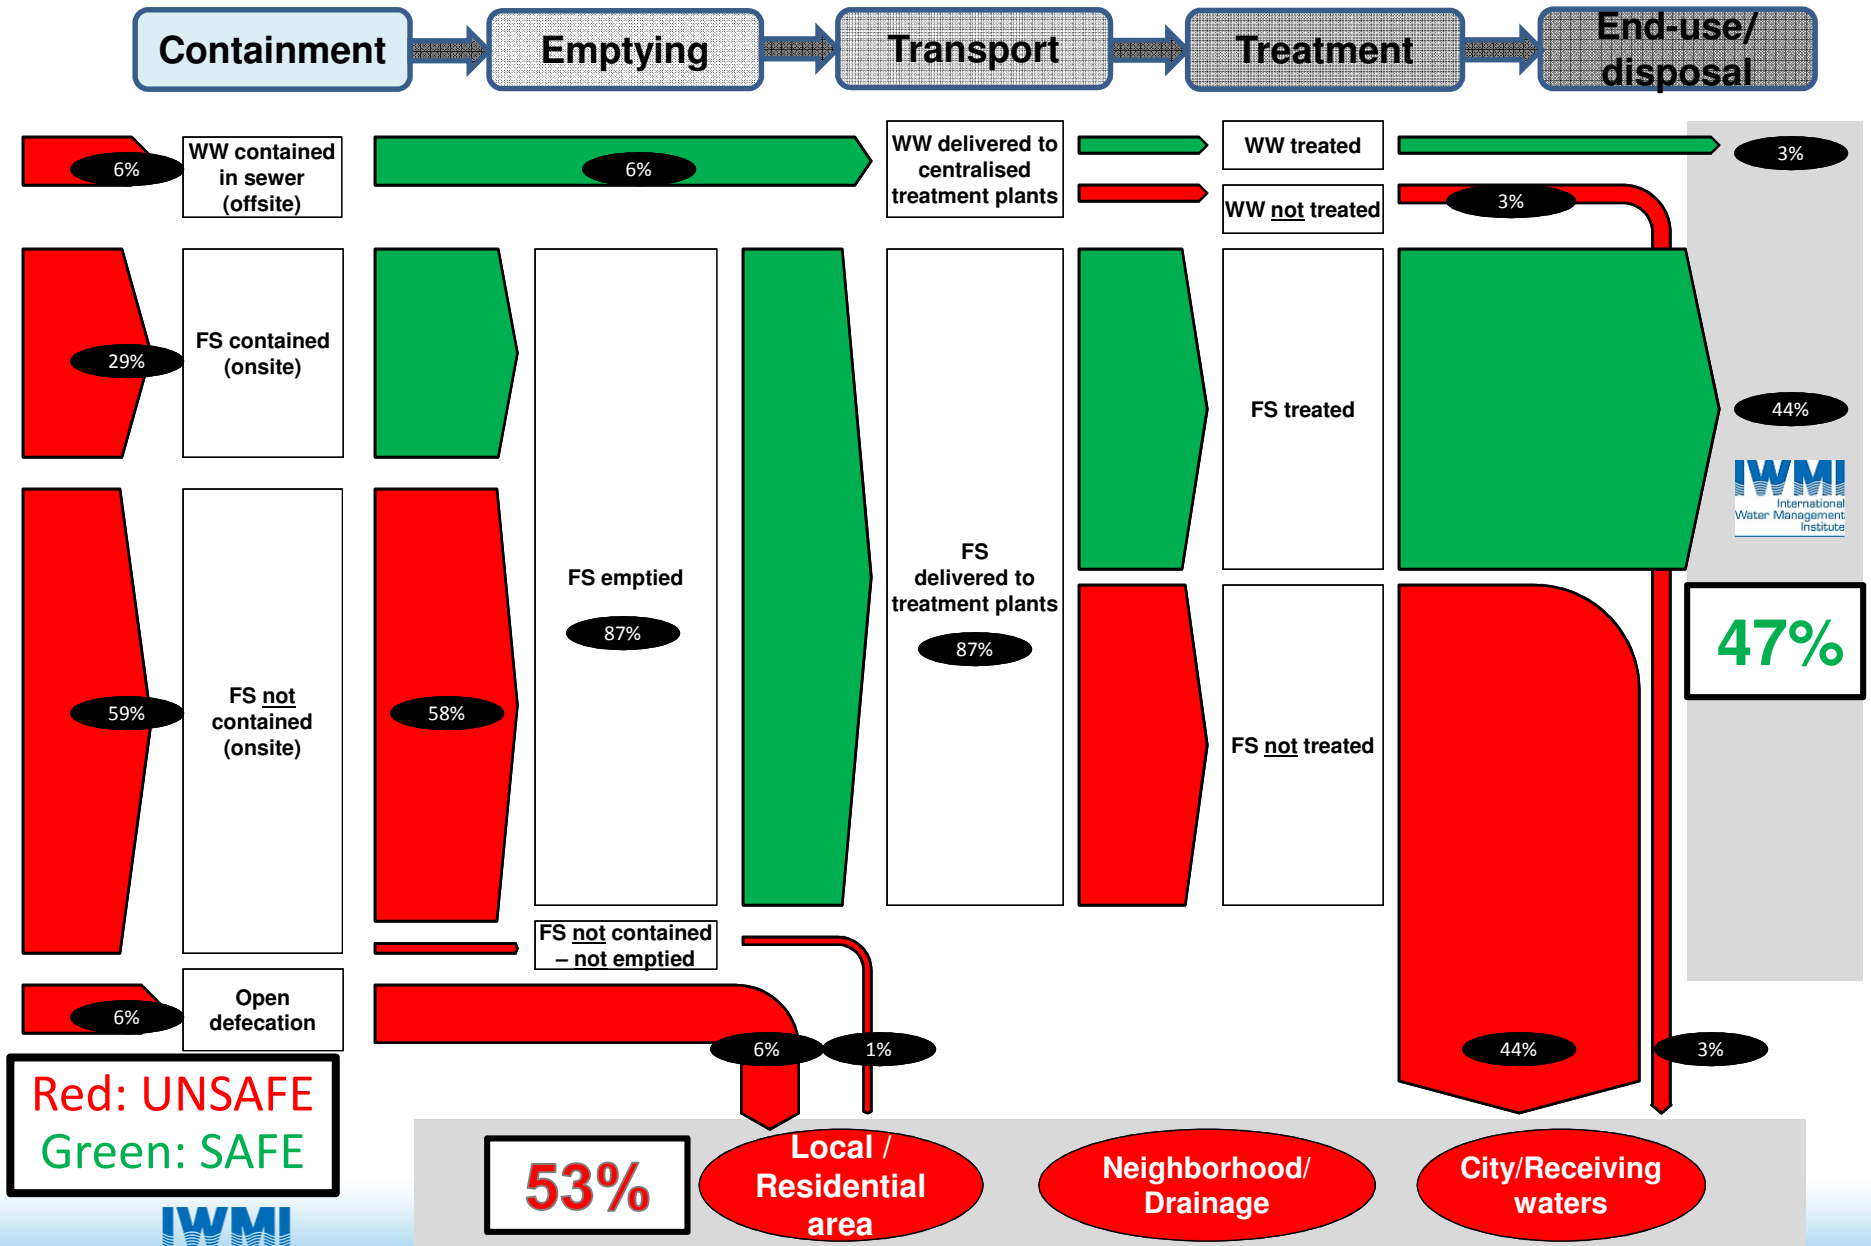 Containment
Emptying
Transport
Treatment
End-use/
disposal
6%
WW contained
in sewer
(offsite)
6%
WW delivered to
centralised
treatment plants
WW treated
3%
WW not treated
3%
29%
FS contained
(onsite)
FS treated
44%
IWMI
International
Water Management
Institute
59%
FS not
contained
(onsite)
58%
FS emptied
87%
FS
delivered to
treatment plants
87%
FS not treated
47%
FS not contained
– not emptied
6%
Open
defecation
6%
1%
44%
3%
Red: UNSAFE
Green: SAFE
53%
Local /
Residential
area
Neighborhood/
Drainage
City/Receiving
waters
IWMI